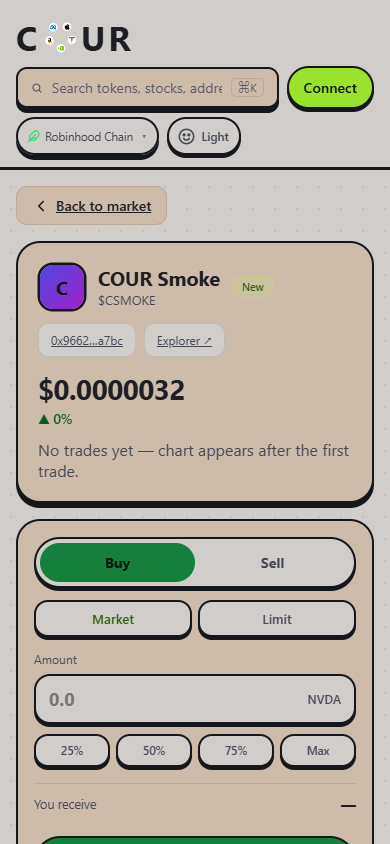 COUR
Search tokens, stocks, addre
⌘K
Connect
Robinhood Chain
Light
Back to market
C
COUR Smoke
New
$CSMOKE
0x9662...a7bc
Explorer ↗
$0.0000032
▲ 0%
No trades yet — chart appears after the first
trade.
Buy
Sell
Market
Limit
Amount
0.0
NVDA
25%
50%
75%
Max
You receive
—